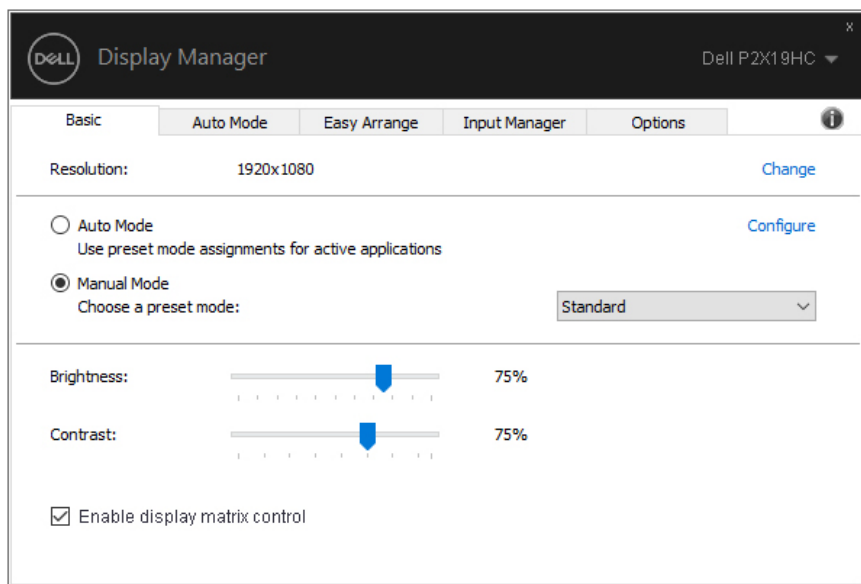 x
DELL Display Manager Dell P2X19HC
Basic Auto Mode Easy Arrange Input Manager Options i
Resolution: 1920x1080 Change
Auto Mode Configure
Use preset mode assignments for active applications
Manual Mode
Choose a preset mode: Standard
Brightness: 75%
Contrast: 75%
Enable display matrix control